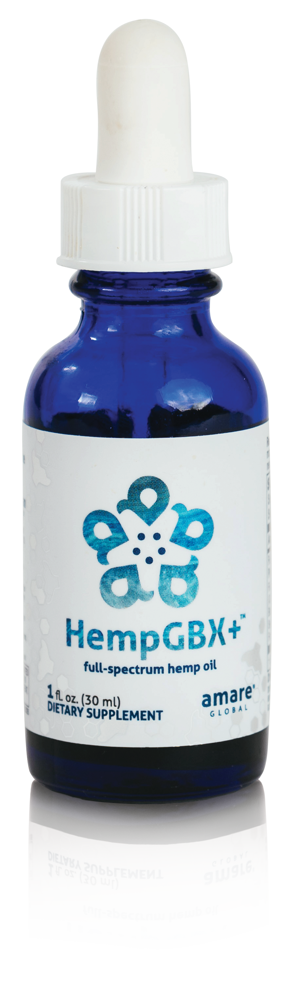 HempGBX+™
full-spectrum hemp oil
1 fl. oz. (30 ml)
DIETARY SUPPLEMENT
amare
GLOBAL